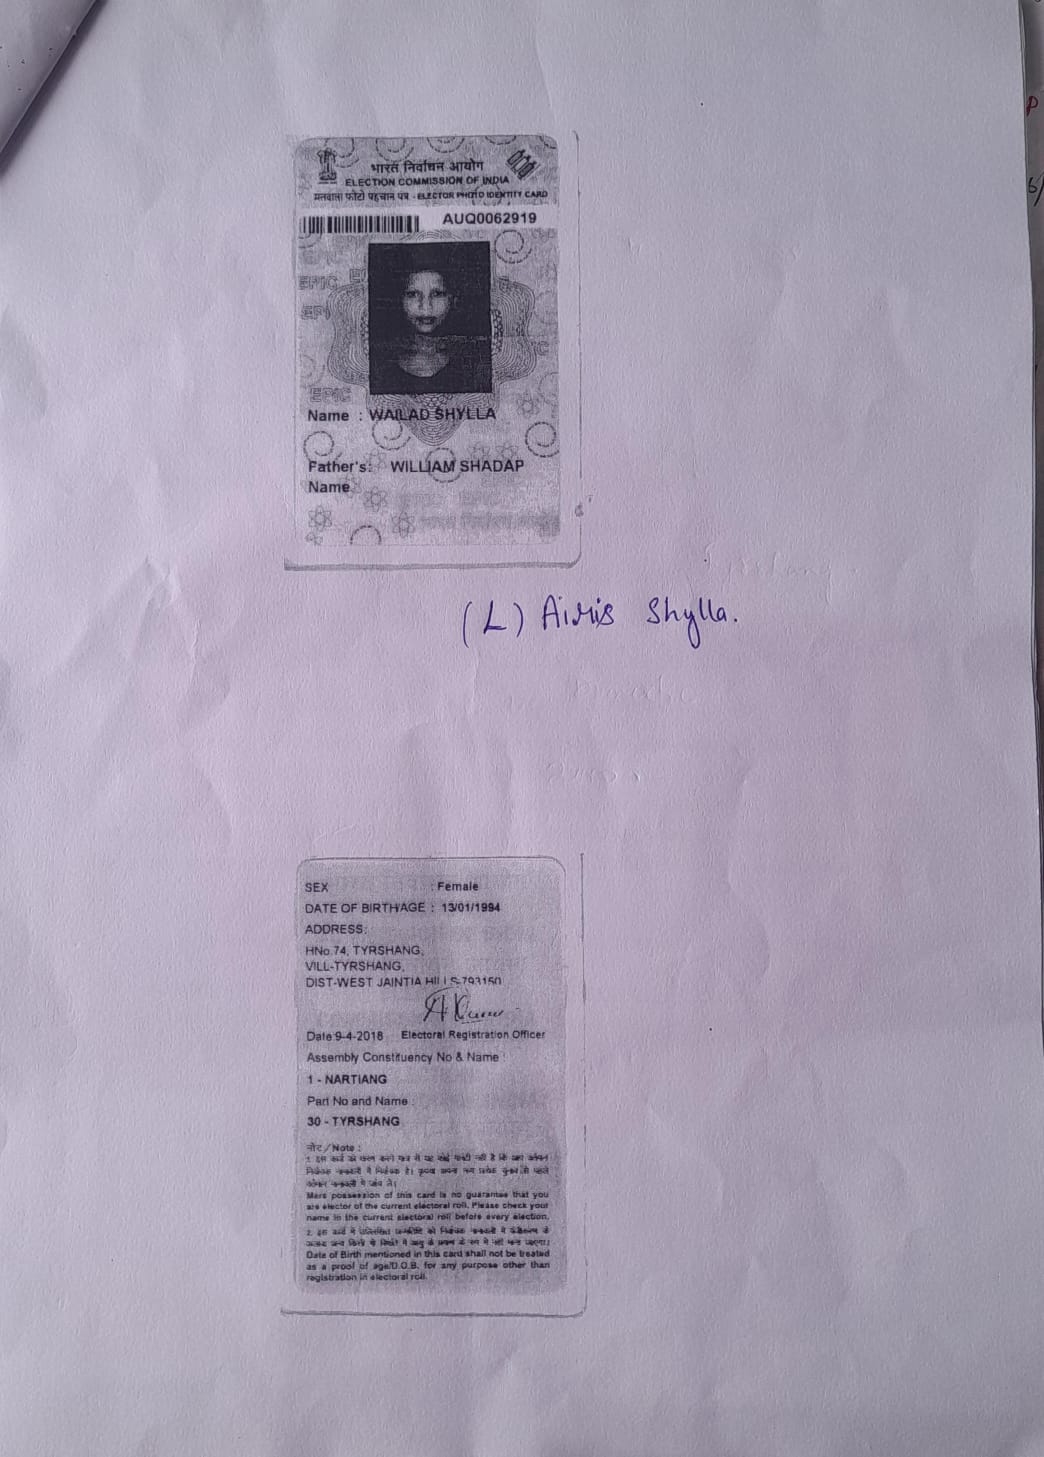 भारत निर्वाचन आयोग
ELECTION COMMISSION OF INDIA
मतदाता फोटो पहचान पत्र - ELECTOR PHOTO IDENTITY CARD
AUQ0062919
Name : WAILAD SHYLLA
Father's: WILLIAM SHADAP
Name
(L) Airis Shylla.
SEX : Female
DATE OF BIRTH/AGE : 13/01/1994
ADDRESS:
HNo.74, TYRSHANG,
VILL-TYRSHANG,
DIST-WEST JAINTIA HILLS-793150
Date:9-4-2018 Electoral Registration Officer
Assembly Constituency No & Name :
1 - NARTIANG
Part No and Name :
30 - TYRSHANG
नोट / Note :
Mere possession of this card is no guarantee that you
are elector of the current electoral roll. Please check your
name in the current electoral roll before every election.
Date of Birth mentioned in this card shall not be treated
as a proof of age/D.O.B. for any purpose other than
registration in electoral roll.